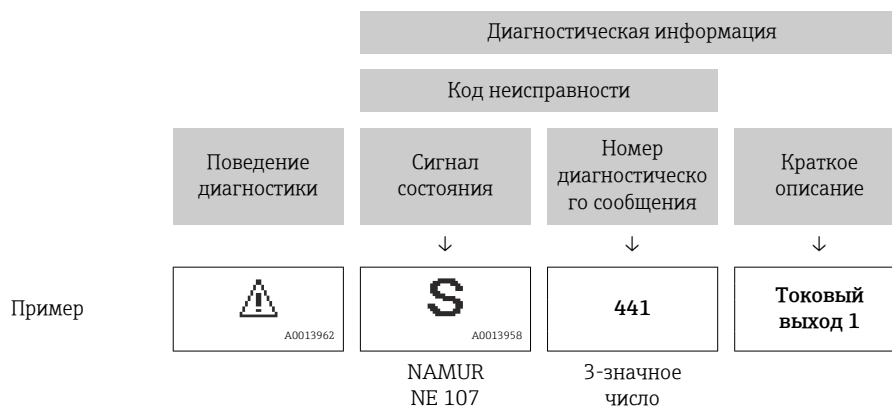 Диагностическая информация
Код неисправности
Поведение
диагностики
Сигнал
состояния
Номер
диагностическо
го сообщения
Краткое
описание
↓ ↓ ↓
Пример
A0013962
S
A0013958
441
Токовый
выход 1
NAMUR
NE 107
3-значное
число